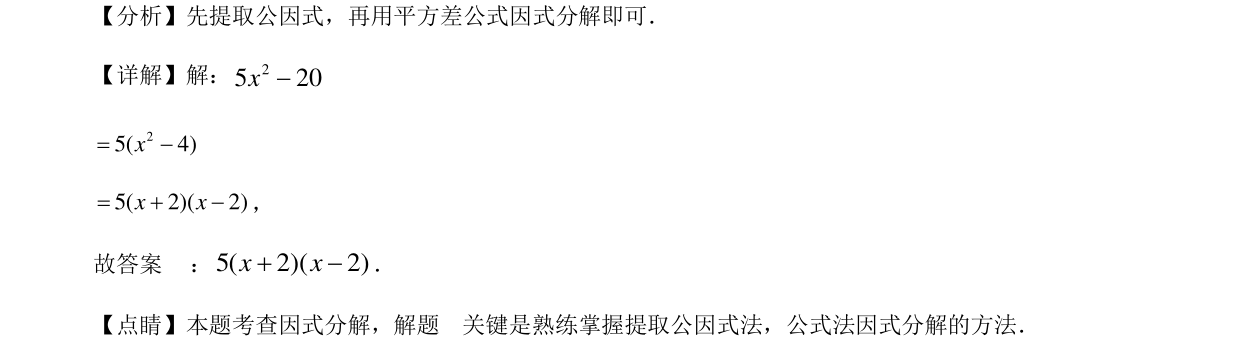 【分析】先提取公因式，再用平方差公式因式分解即可．
【详解】解：5x² − 20
= 5(x² − 4)
= 5(x + 2)(x − 2)，
故答案　：5(x + 2)(x − 2)．
【点睛】本题考查因式分解，解题　关键是熟练掌握提取公因式法，公式法因式分解的方法．